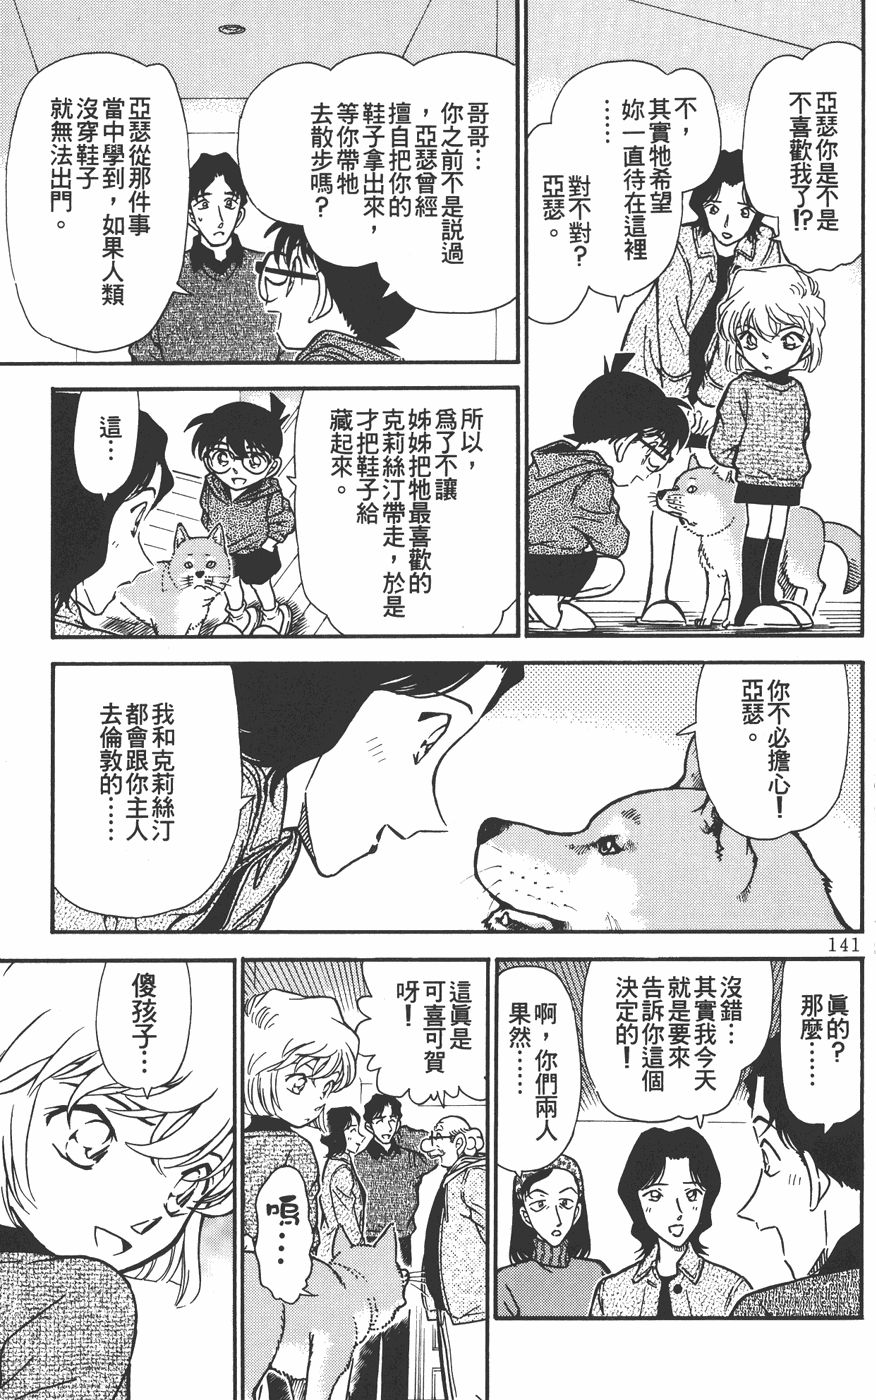 亞瑟你是不是
不喜歡我了!?
不，
其實牠希望
妳一直待在這裡
……
對不對？
亞瑟。
哥哥…
你之前不是說過
，亞瑟曾經
擅自把你的
鞋子拿出來，
等你帶牠
去散步嗎？
亞瑟從那件事
當中學到，如果人類
沒穿鞋子
就無法出門。
所以，
爲了不讓
姊姊把牠最喜歡的
克莉絲汀帶走，於是
才把鞋子給
藏起來。
這…
你不必擔心！
亞瑟。
我和克莉絲汀
都會跟你主人
去倫敦的……
141
眞的？
那麼……
沒錯…
其實我今天
就是要來
告訴你這個
決定的！
啊，你們兩人
果然……
這眞是
可喜可賀
呀！
嗚…
傻孩子…